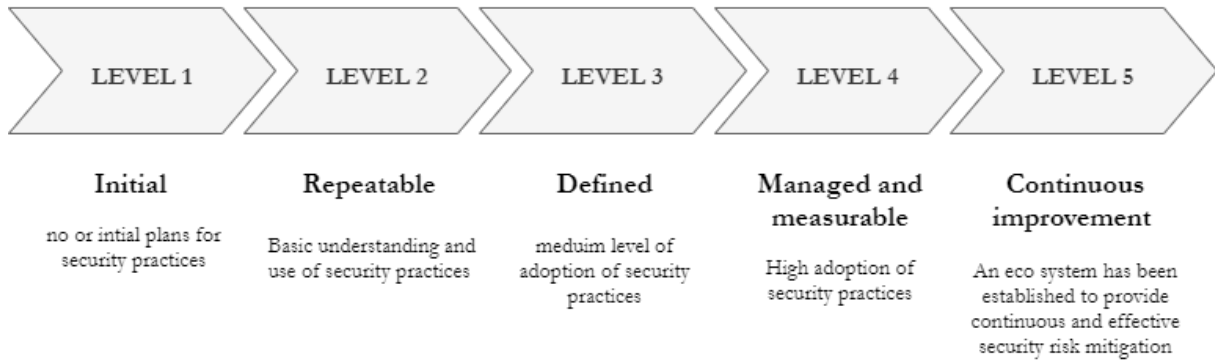 LEVEL 1
LEVEL 2
LEVEL 3
LEVEL 4
LEVEL 5
Initial
no or intial plans for
security practices
Repeatable
Basic understanding and
use of security practices
Defined
meduim level of
adoption of security
practices
Managed and
measurable
High adoption of
security practices
Continuous
improvement
An eco system has been
established to provide
continuous and effective
security risk mitigation